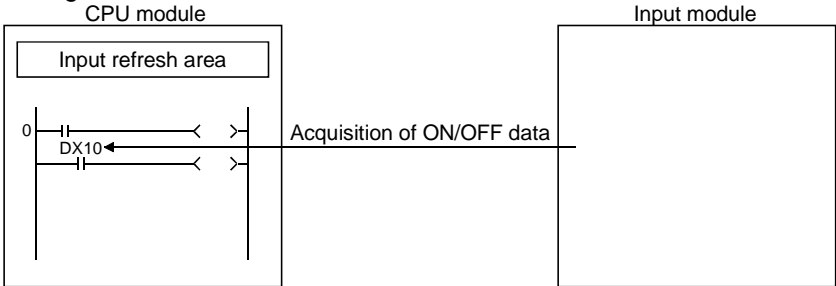 CPU module
Input module
Input refresh area
0
DX10
Acquisition of ON/OFF data